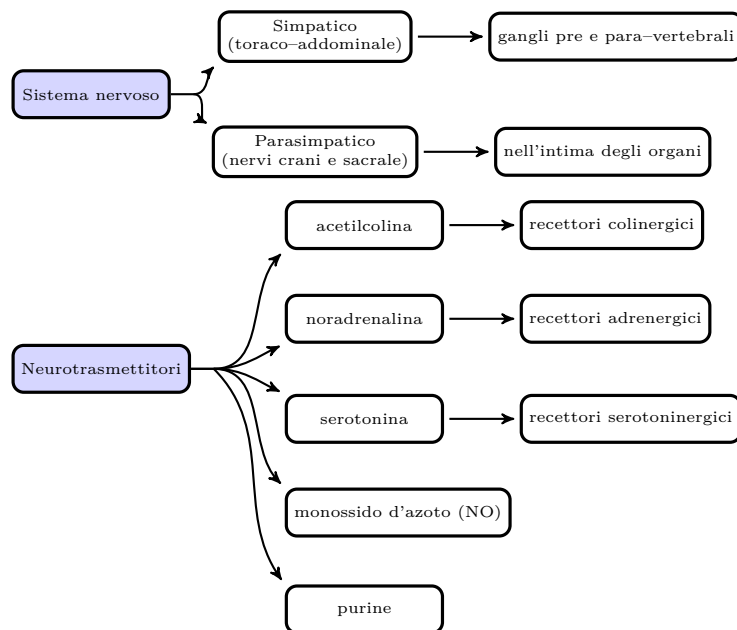 Simpatico
(toraco–addominale)
gangli pre e para–vertebrali
Sistema nervoso
Parasimpatico
(nervi crani e sacrale)
nell'intima degli organi
acetilcolina
recettori colinergici
noradrenalina
recettori adrenergici
Neurotrasmettitori
serotonina
recettori serotoninergici
monossido d'azoto (NO)
purine